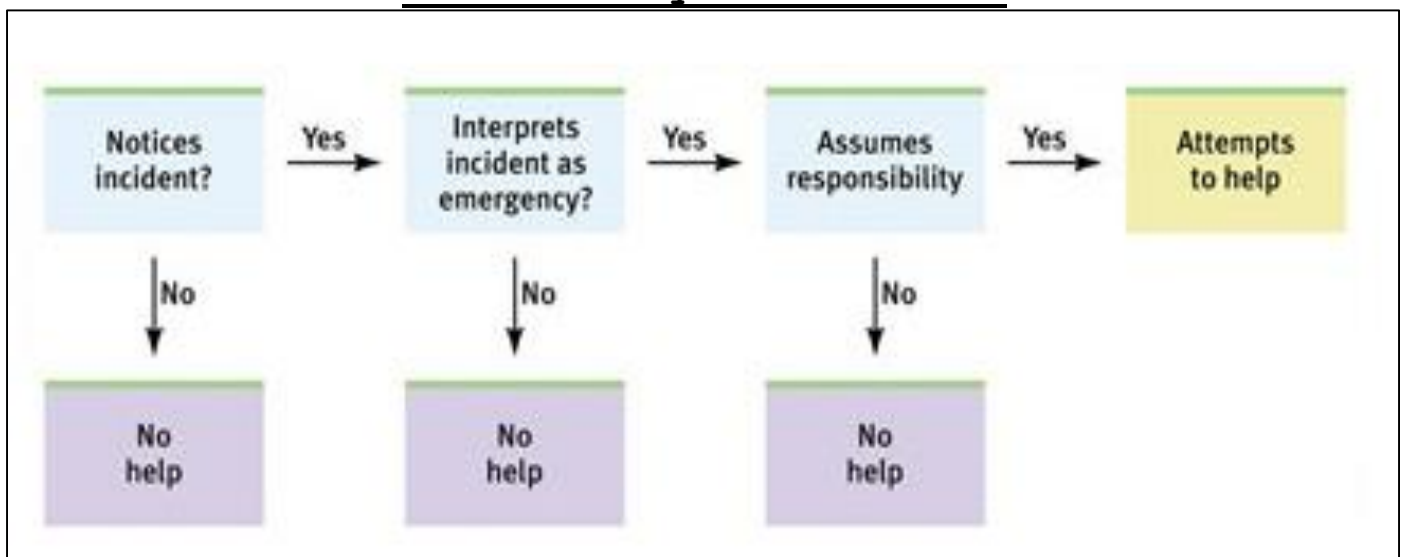 Notices
incident?
Yes
Interprets
incident as
emergency?
Yes
Assumes
responsibility
Yes
Attempts
to help
No
No
No
No
help
No
help
No
help